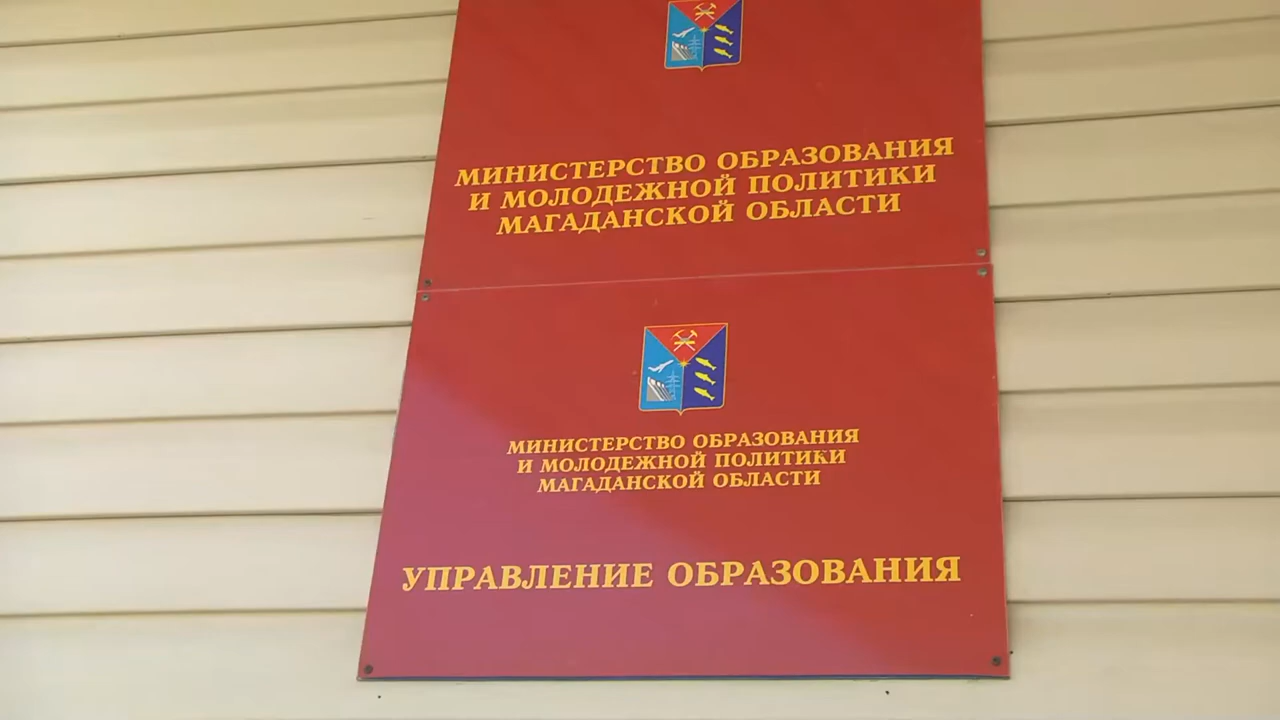 МИНИСТЕРСТВО ОБРАЗОВАНИЯ
И МОЛОДЕЖНОЙ ПОЛИТИКИ
МАГАДАНСКОЙ ОБЛАСТИ
МИНИСТЕРСТВО ОБРАЗОВАНИЯ
И МОЛОДЕЖНОЙ ПОЛИТИКИ
МАГАДАНСКОЙ ОБЛАСТИ
УПРАВЛЕНИЕ ОБРАЗОВАНИЯ